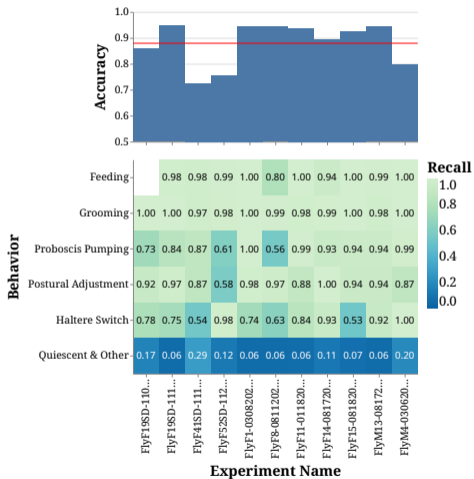 1.0
0.9
0.8
0.7
0.6
0.5
Accuracy
Recall
1.0
0.8
0.6
0.4
0.2
0.0
Behavior
Feeding 0.98 0.98 0.99 1.00 0.80 1.00 0.94 1.00 0.99 1.00
Grooming 1.00 1.00 0.97 0.98 1.00 0.99 0.98 0.99 1.00 0.98 1.00
Proboscis Pumping 0.73 0.84 0.87 0.61 1.00 0.56 0.99 0.93 0.94 0.94 0.99
Postural Adjustment 0.92 0.97 0.87 0.58 0.98 0.97 0.88 1.00 0.94 0.94 0.87
Haltere Switch 0.78 0.75 0.54 0.98 0.74 0.63 0.84 0.93 0.53 0.92 1.00
Quiescent & Other 0.17 0.06 0.29 0.12 0.06 0.06 0.06 0.11 0.07 0.06 0.20
FlyF19SD-110...
FlyF19SD-111...
FlyF41SD-111...
FlyF52SD-112...
FlyF1-0308202...
FlyF8-0811202...
FlyF11-011820...
FlyF14-081720...
FlyF15-081820...
FlyM13-08172...
FlyM4-030620...
Experiment Name